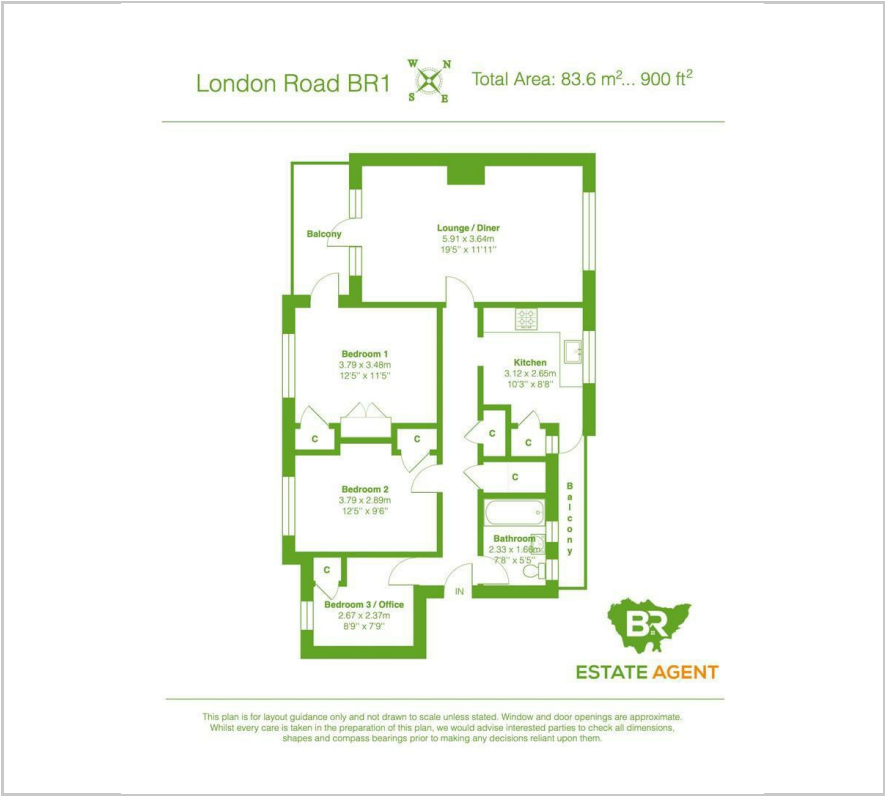 London Road BR1
W N
S E
Total Area: 83.6 m²... 900 ft²
Balcony
Lounge / Diner
5.91 x 3.64m
19'5'' x 11'11''
Bedroom 1
3.79 x 3.48m
12'5'' x 11'5''
Kitchen
3.12 x 2.65m
10'3'' x 8'8''
C
C
C
C
C
Bedroom 2
3.79 x 2.89m
12'5'' x 9'6''
Balcony
Bathroom
2.33 x 1.66m
7'8'' x 5'5''
C
IN
Bedroom 3 / Office
2.67 x 2.37m
8'9'' x 7'9''
BR
ESTATE AGENT
This plan is for layout guidance only and not drawn to scale unless stated. Window and door openings are approximate.
Whilst every care is taken in the preparation of this plan, we would advise interested parties to check all dimensions,
shapes and compass bearings prior to making any decisions reliant upon them.